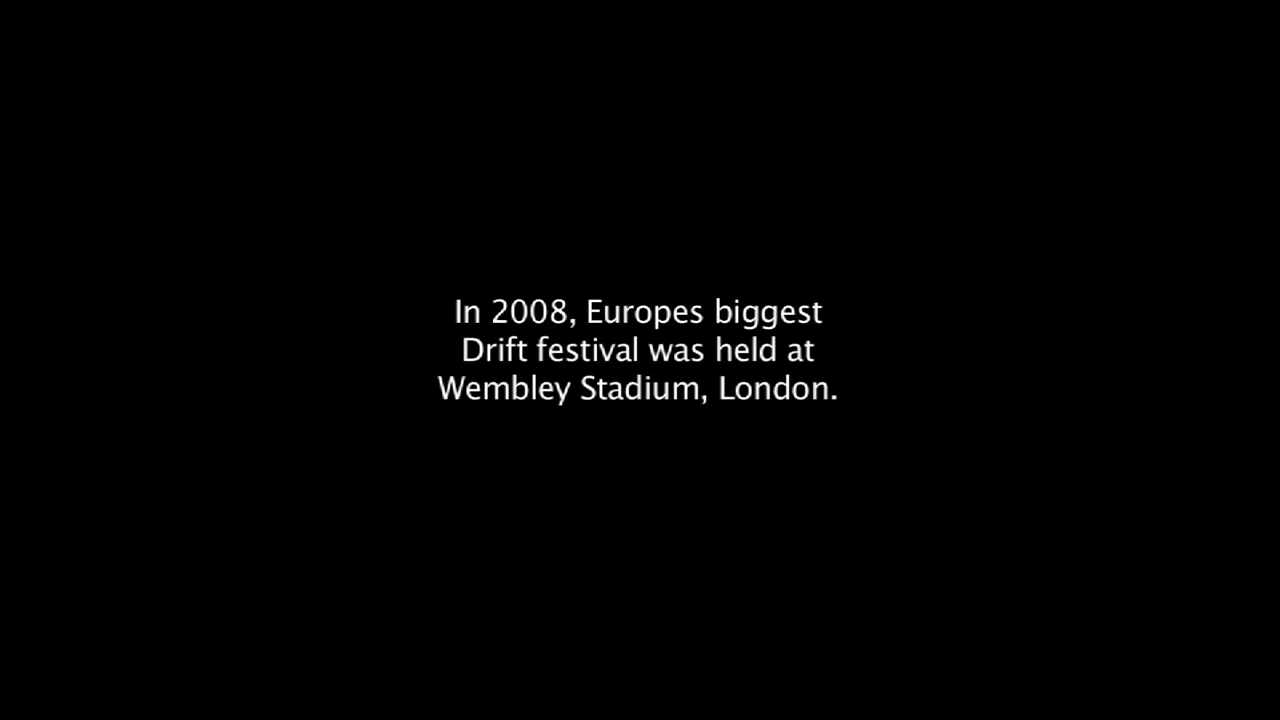 In 2008, Europes biggest
Drift festival was held at
Wembley Stadium, London.